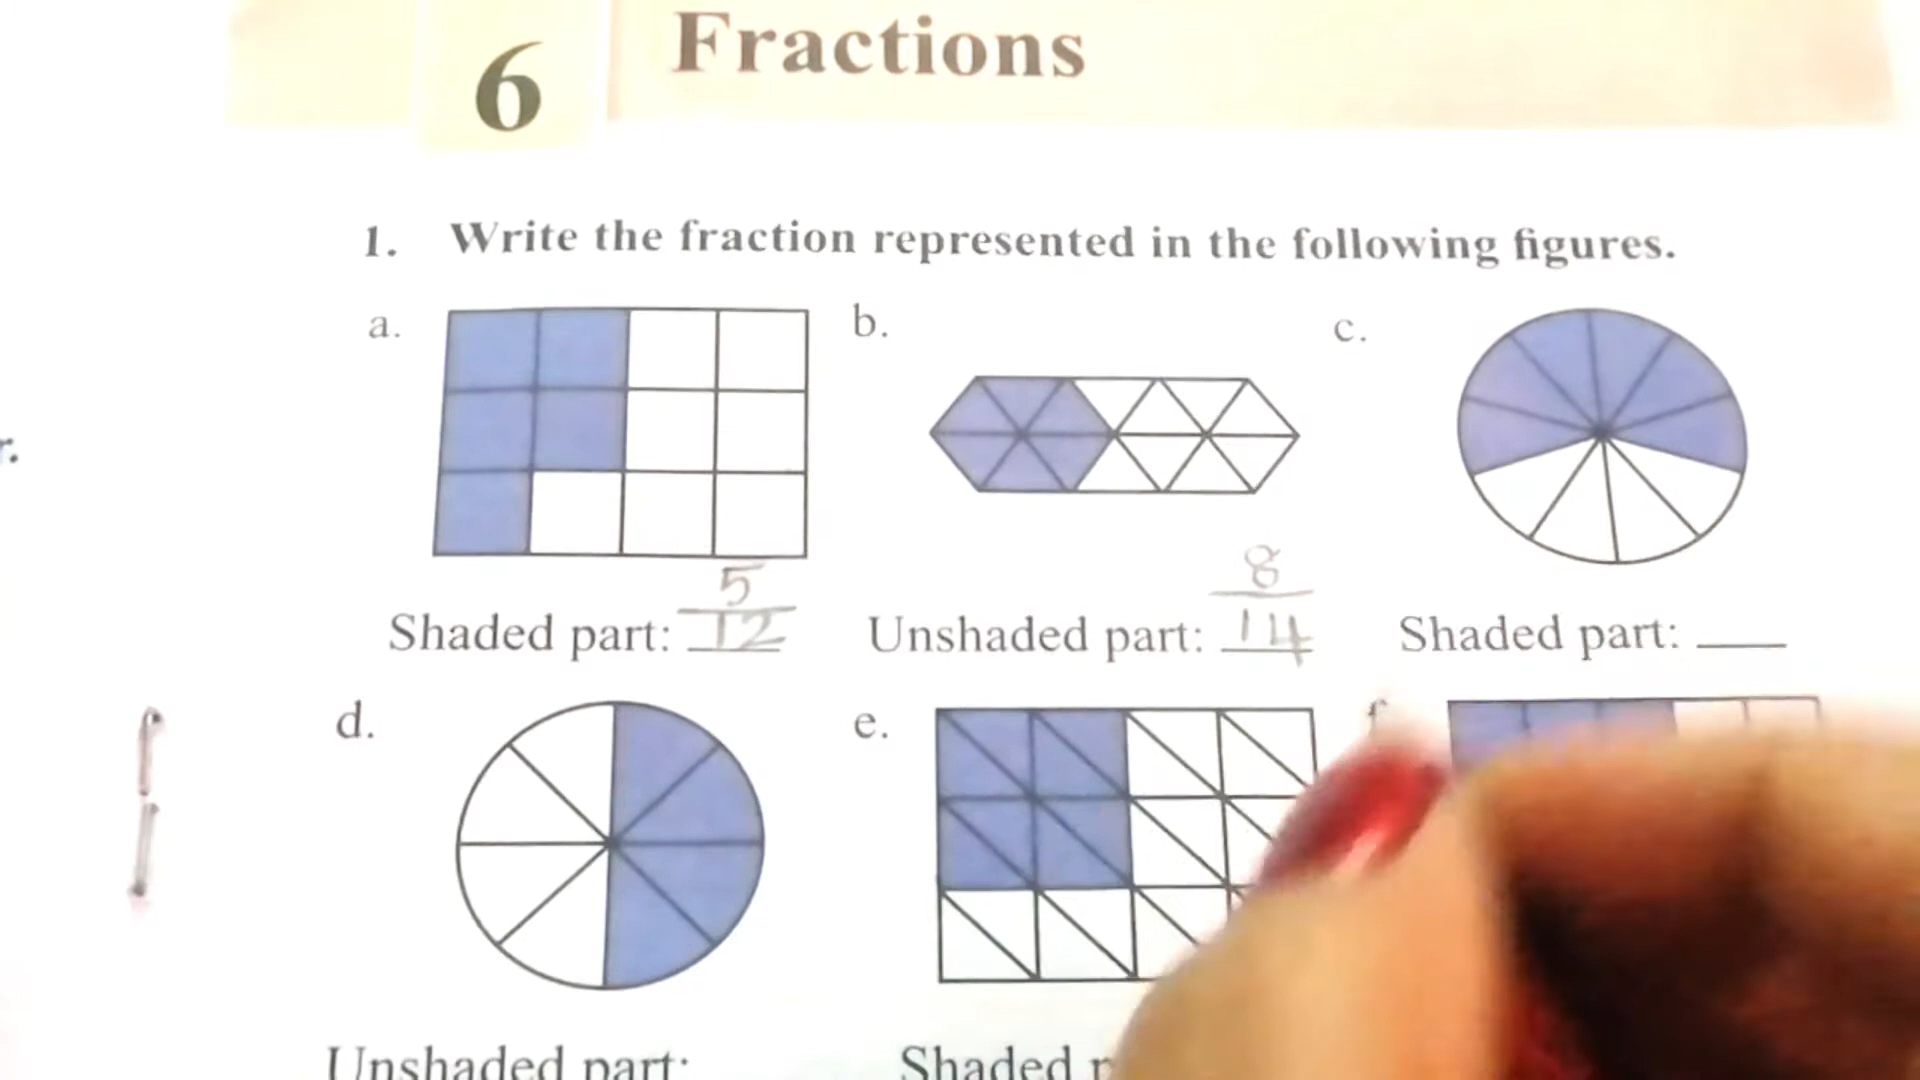 6 Fractions
r.
1. Write the fraction represented in the following figures.
a. b. c.
5 8
Shaded part: 12 Unshaded part: 14 Shaded part:
d. e. f
Unshaded part: Shaded